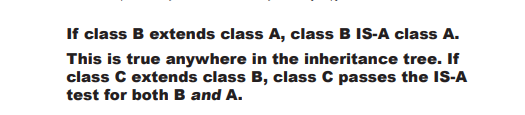 If class B extends class A, class B IS-A class A.
This is true anywhere in the inheritance tree. If
class C extends class B, class C passes the IS-A
test for both B and A.